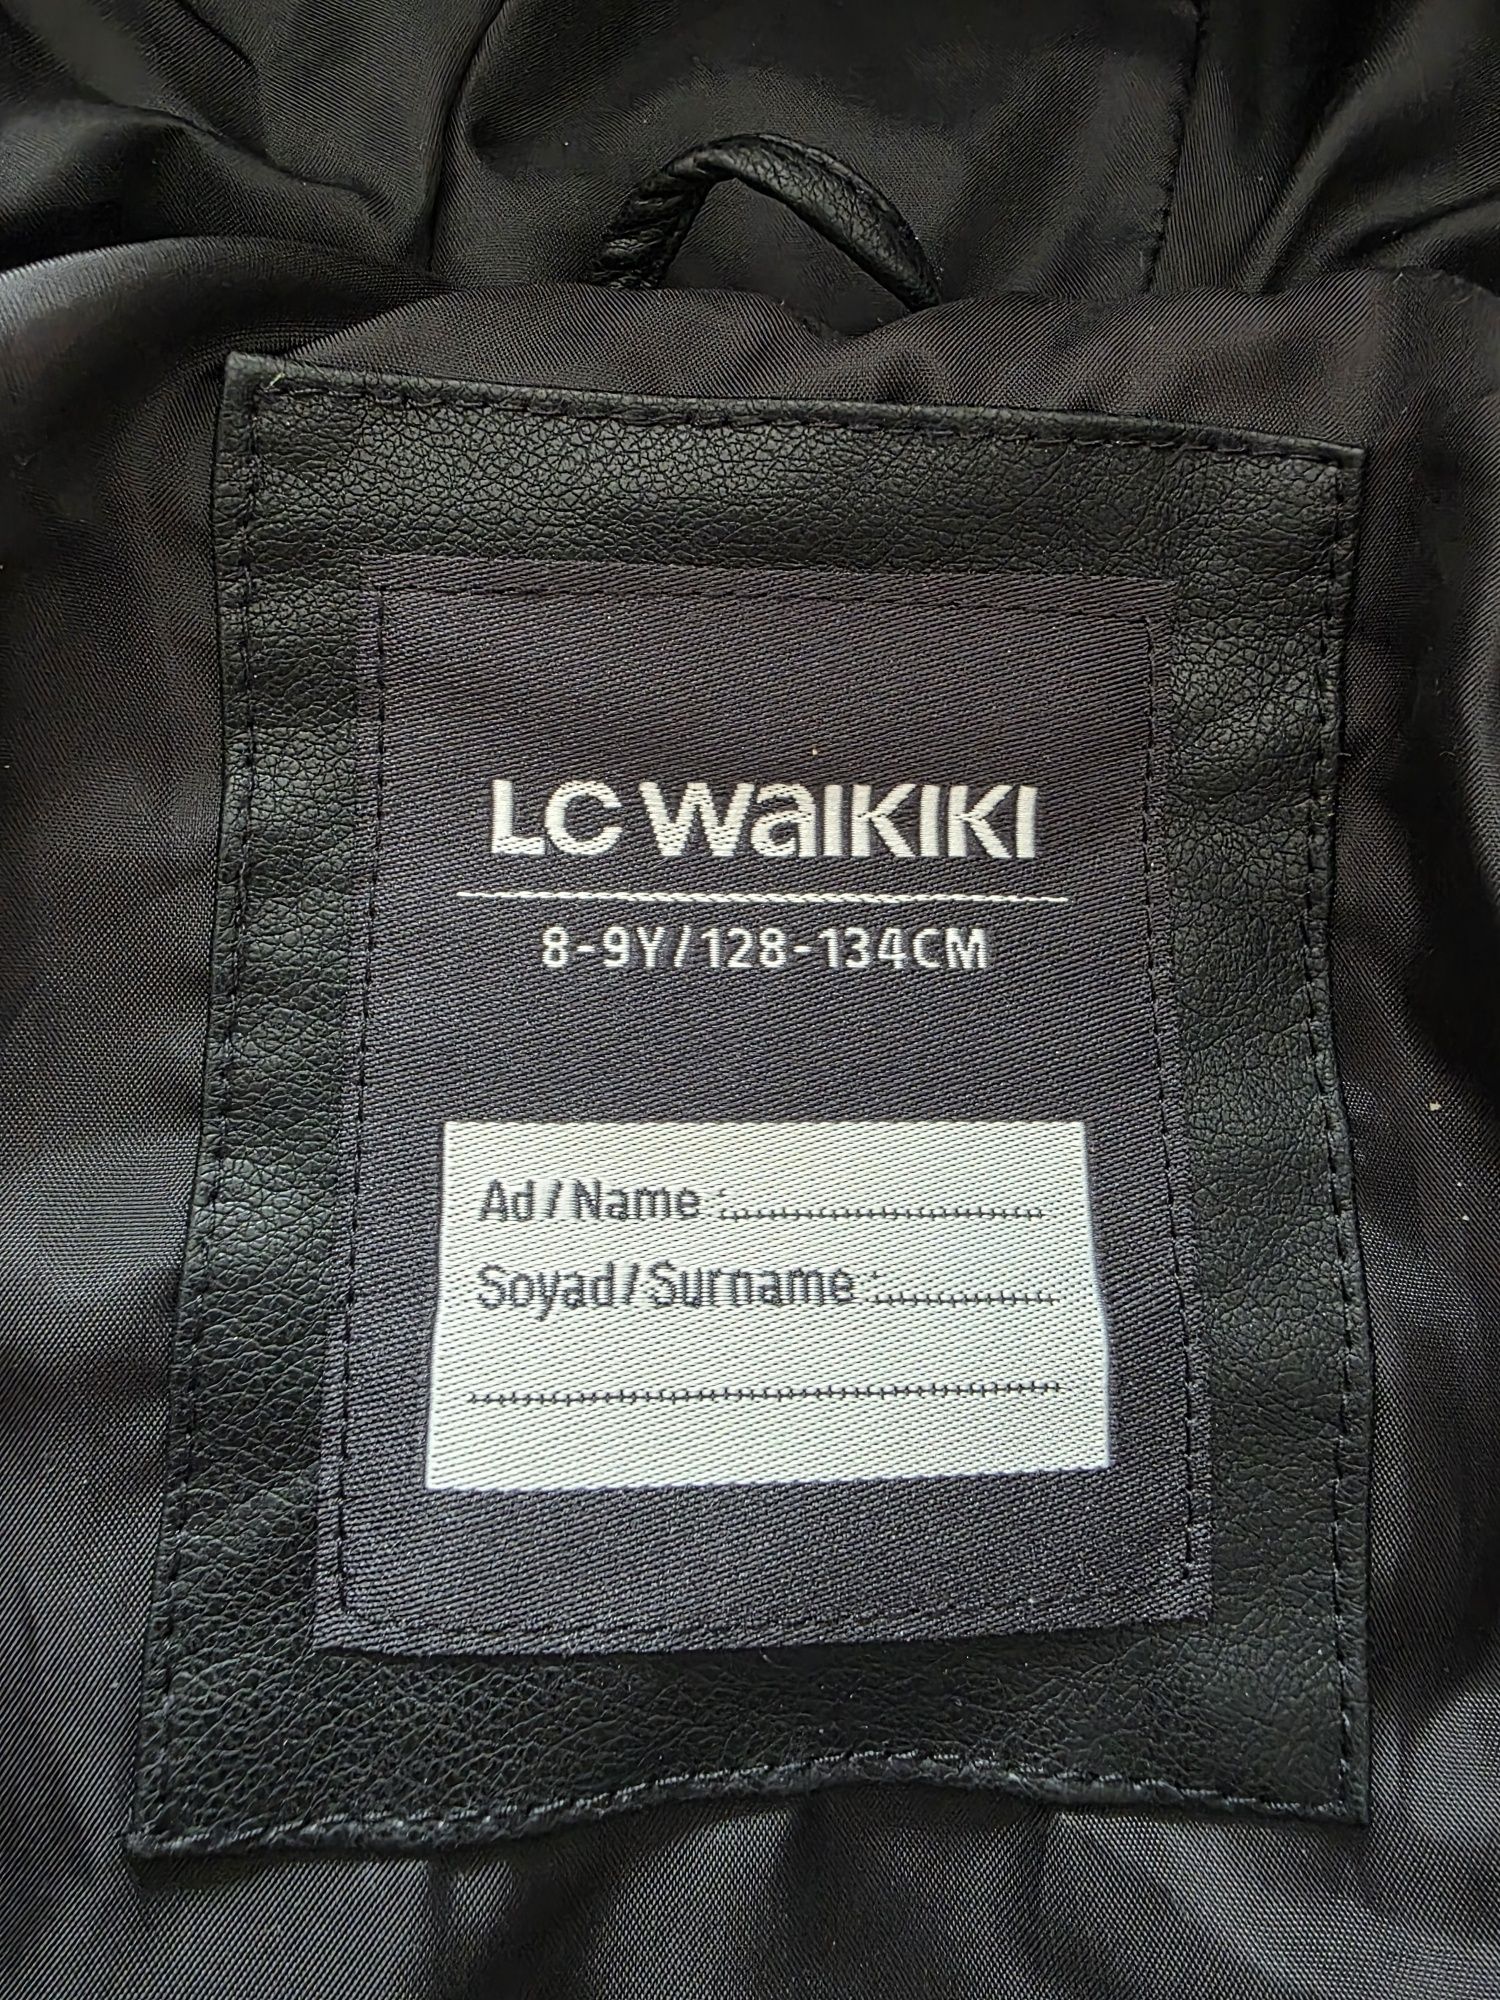 LC WAIKIKI
8-9Y/128-134CM
Ad/Name:
Soyad/Surname: